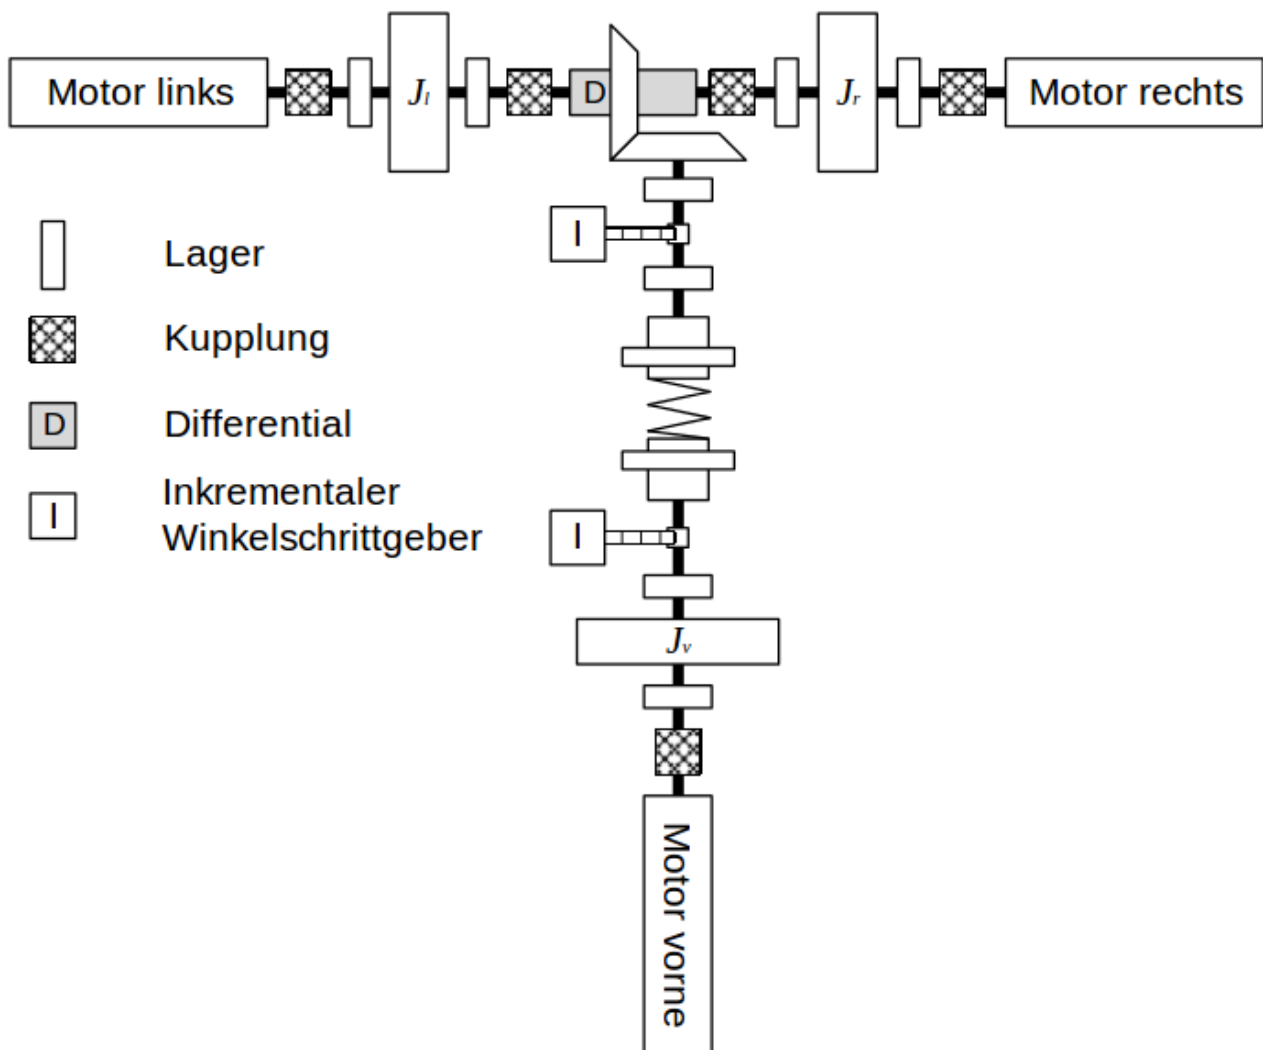 Motor links
J_l
D
J_r
Motor rechts
I
Lager
Kupplung
D
Differential
I
Inkrementaler
Winkelschrittgeber
I
J_v
Motor vorne